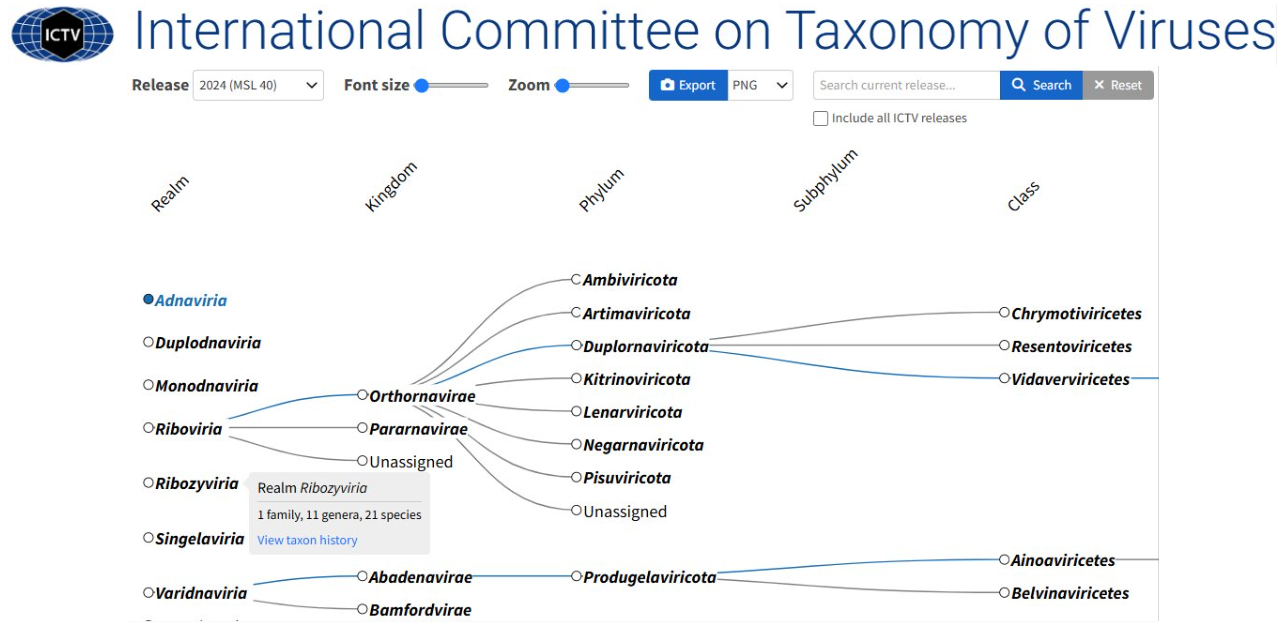 ICTV International Committee on Taxonomy of Viruses
Release 2024 (MSL 40) Font size Zoom Export PNG Search current release... Search Reset
Include all ICTV releases
Realm Kingdom Phylum Subphylum Class
Ambiviricota
Adnaviria Artimaviricota Chrymotiviricetes
Duplodnaviria Duplornaviricota Resentoviricetes
Monodnaviria Kitrinoviricota Vidaverviricetes
Orthornavirae Lenarviricota
Riboviria Pararnavirae Negarnaviricota
Unassigned Pisuviricota
Ribozyviria Realm Ribozyviria
1 family, 11 genera, 21 species Unassigned
Singelaviria View taxon history
Ainoaviricetes
Varidnaviria Abadenavirae Produgelaviricota Belvinaviricetes
Bamfordvirae